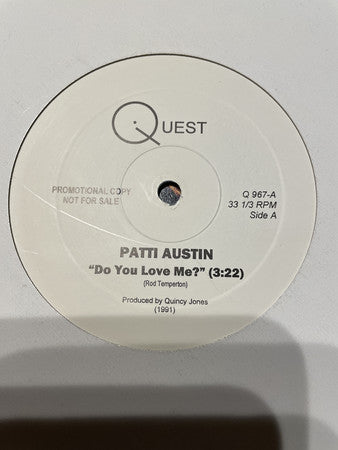 QUEST
PROMOTIONAL COPY
NOT FOR SALE
Q 967-A
33 1/3 RPM
Side A
PATTI AUSTIN
“Do You Love Me?” (3:22)
(Rod Temperton)
Produced by Quincy Jones
(1991)